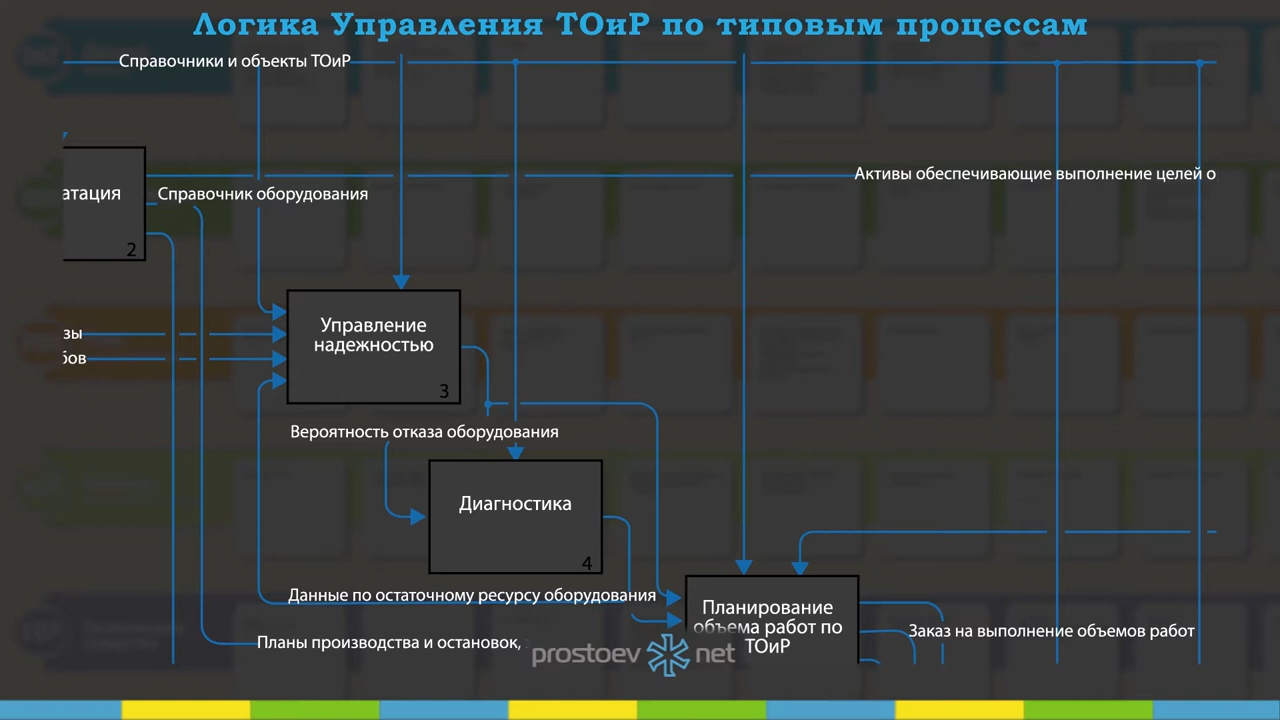 Логика Управления ТОиР по типовым процессам
Справочники и объекты ТОиР
Активы обеспечивающие выполнение целей о
атация
Справочник оборудования
2
зы
бов
Управление
надежностью
3
Вероятность отказа оборудования
Диагностика
4
Данные по остаточному ресурсу оборудования
Планирование
объема работ по
ТОиР
Заказ на выполнение объемов работ
Планы производства и остановок,
prostoev net